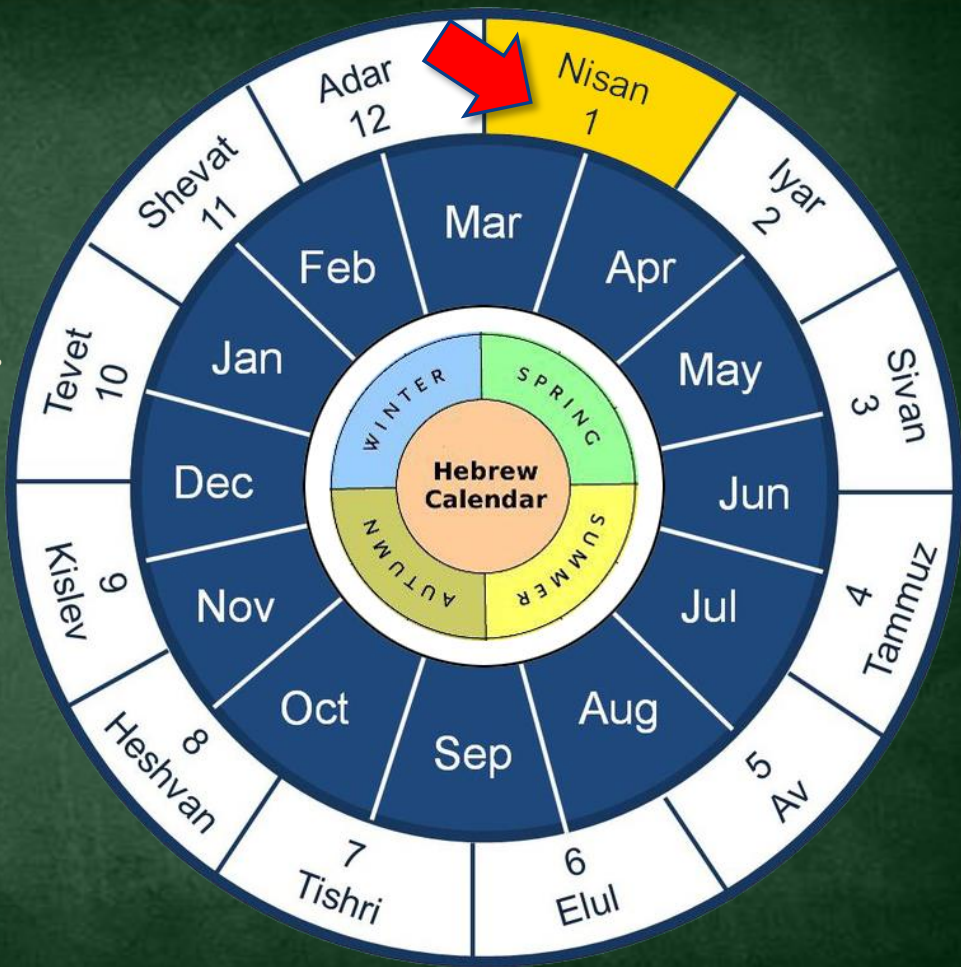 Nisan
1
Iyar
2
Sivan
3
4
Tammuz
5
Av
6
Elul
7
Tishri
8
Heshvan
9
Kislev
Tevet
10
Shevat
11
Adar
12
Mar
Apr
May
Jun
Jul
Aug
Sep
Oct
Nov
Dec
Jan
Feb
WINTER
SPRING
SUMMER
AUTUMN
Hebrew
Calendar